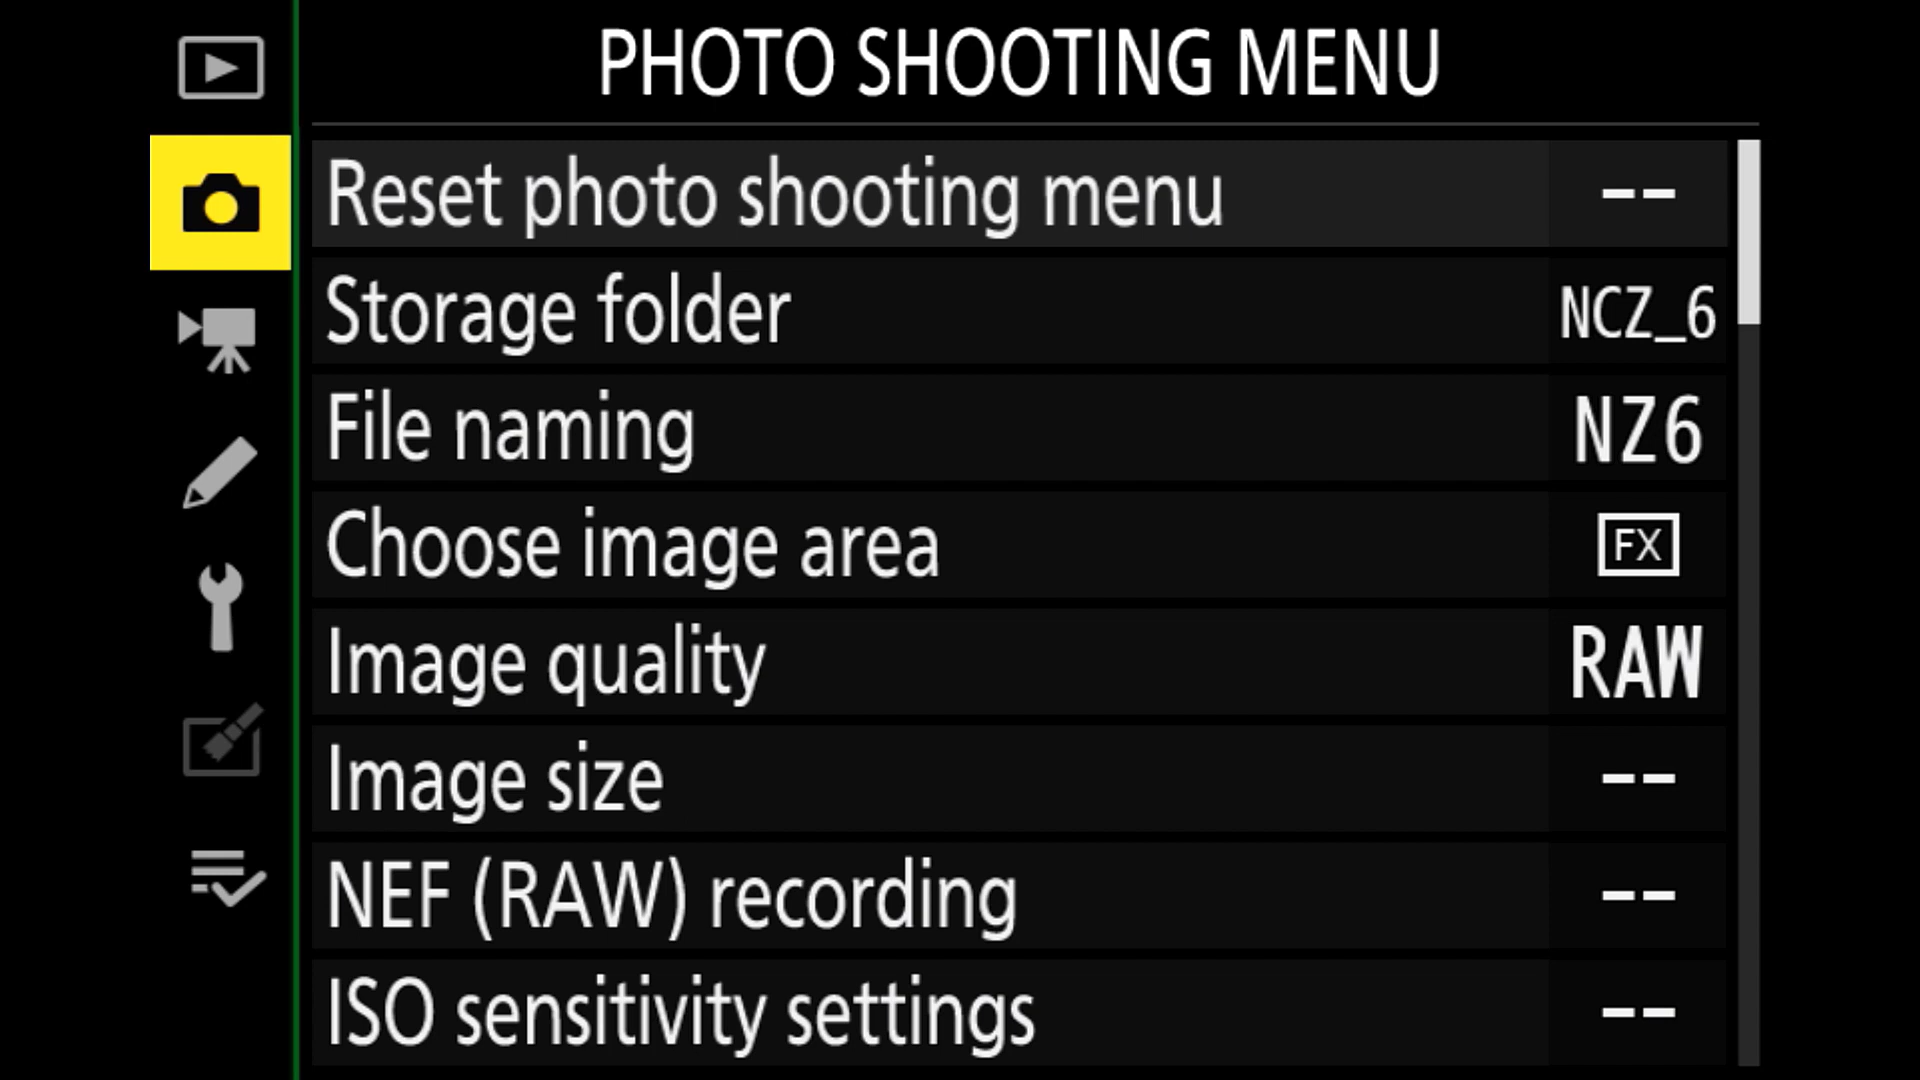 PHOTO SHOOTING MENU
Reset photo shooting menu --
Storage folder NCZ_6
File naming NZ6
Choose image area FX
Image quality RAW
Image size --
NEF (RAW) recording --
ISO sensitivity settings --